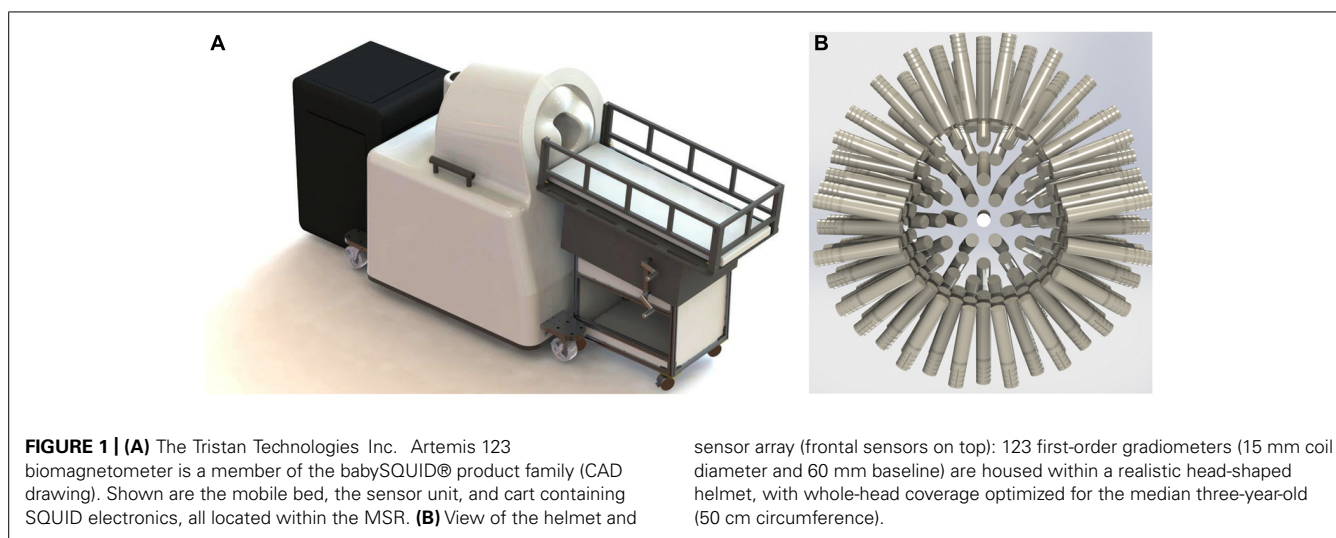 A
B
FIGURE 1 | (A) The Tristan Technologies Inc. Artemis 123
biomagnetometer is a member of the babySQUID® product family (CAD
drawing). Shown are the mobile bed, the sensor unit, and cart containing
SQUID electronics, all located within the MSR. (B) View of the helmet and
sensor array (frontal sensors on top): 123 first-order gradiometers (15 mm coil
diameter and 60 mm baseline) are housed within a realistic head-shaped
helmet, with whole-head coverage optimized for the median three-year-old
(50 cm circumference).